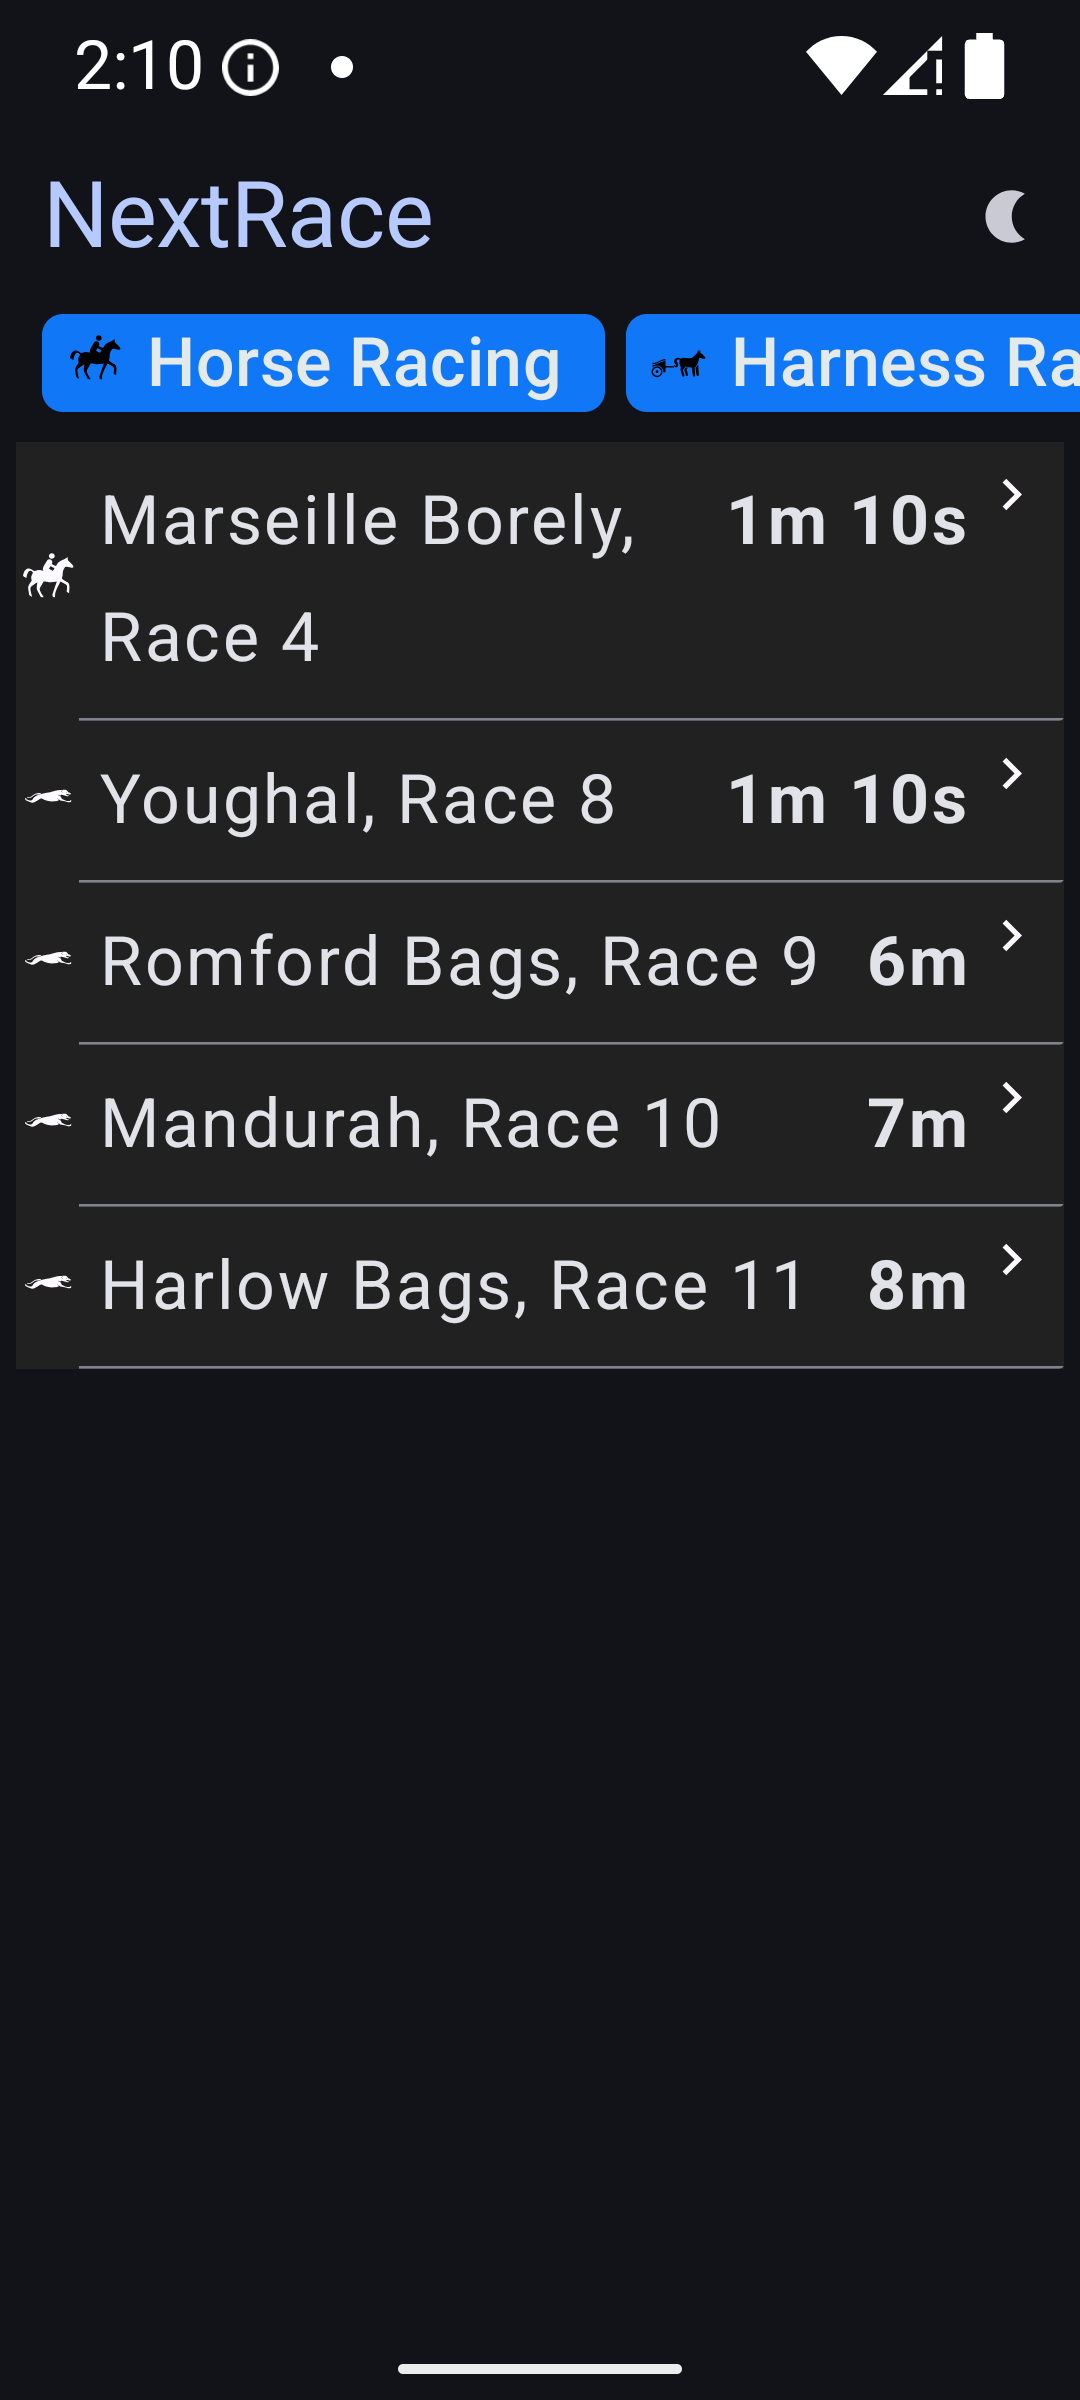 2:10
NextRace
Horse Racing
Harness Ra
Marseille Borely, 1m 10s
Race 4
Youghal, Race 8 1m 10s
Romford Bags, Race 9 6m
Mandurah, Race 10 7m
Harlow Bags, Race 11 8m